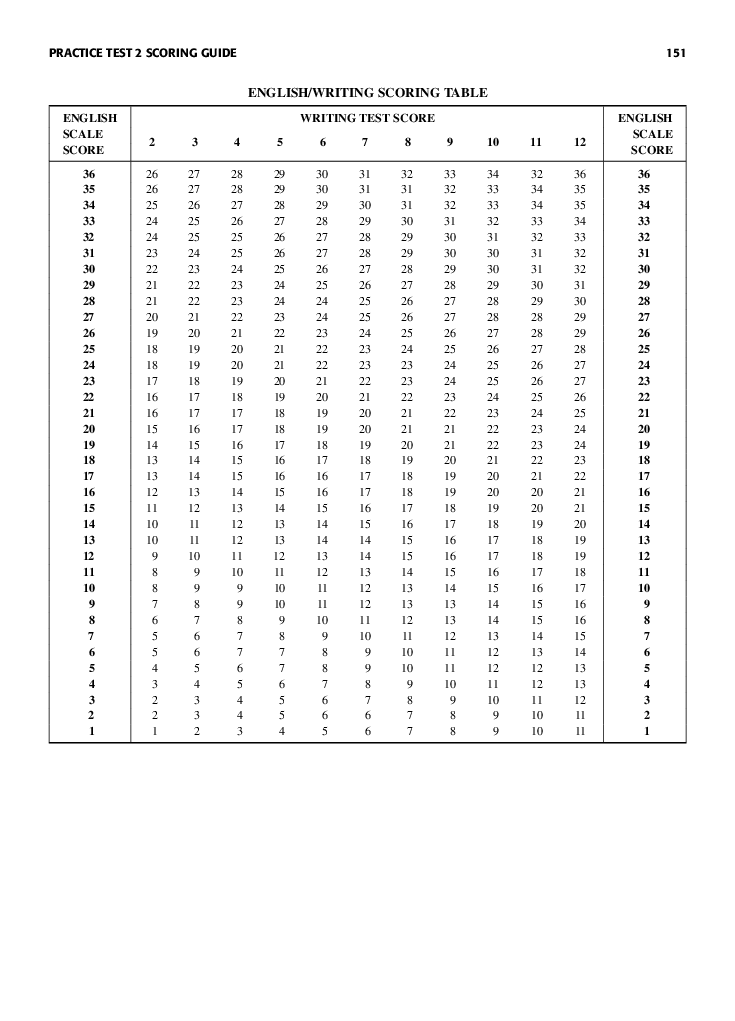 PRACTICE TEST 2 SCORING GUIDE 151
ENGLISH/WRITING SCORING TABLE
ENGLISH WRITING TEST SCORE ENGLISH
SCALE SCALE
SCORE 2 3 4 5 6 7 8 9 10 11 12 SCORE
36 26 27 28 29 30 31 32 33 34 32 36 36
35 26 27 28 29 30 31 31 32 33 34 35 35
34 25 26 27 28 29 30 31 32 33 34 35 34
33 24 25 26 27 28 29 30 31 32 33 34 33
32 24 25 25 26 27 28 29 30 31 32 33 32
31 23 24 25 26 27 28 29 30 30 31 32 31
30 22 23 24 25 26 27 28 29 30 31 32 30
29 21 22 23 24 25 26 27 28 29 30 31 29
28 21 22 23 24 24 25 26 27 28 29 30 28
27 20 21 22 23 24 25 26 27 28 28 29 27
26 19 20 21 22 23 24 25 26 27 28 29 26
25 18 19 20 21 22 23 24 25 26 27 28 25
24 18 19 20 21 22 23 23 24 25 26 27 24
23 17 18 19 20 21 22 23 24 25 26 27 23
22 16 17 18 19 20 21 22 23 24 25 26 22
21 16 17 17 18 19 20 21 22 23 24 25 21
20 15 16 17 18 19 20 21 21 22 23 24 20
19 14 15 16 17 18 19 20 21 22 23 24 19
18 13 14 15 16 17 18 19 20 21 22 23 18
17 13 14 15 16 16 17 18 19 20 21 22 17
16 12 13 14 15 16 17 18 19 20 20 21 16
15 11 12 13 14 15 16 17 18 19 20 21 15
14 10 11 12 13 14 15 16 17 18 19 20 14
13 10 11 12 13 14 14 15 16 17 18 19 13
12 9 10 11 12 13 14 15 16 17 18 19 12
11 8 9 10 11 12 13 14 15 16 17 18 11
10 8 9 9 10 11 12 13 14 15 16 17 10
9 7 8 9 10 11 12 13 13 14 15 16 9
8 6 7 8 9 10 11 12 13 14 15 16 8
7 5 6 7 8 9 10 11 12 13 14 15 7
6 5 6 7 7 8 9 10 11 12 13 14 6
5 4 5 6 7 8 9 10 11 12 12 13 5
4 3 4 5 6 7 8 9 10 11 12 13 4
3 2 3 4 5 6 7 8 9 10 11 12 3
2 2 3 4 5 6 6 7 8 9 10 11 2
1 1 2 3 4 5 6 7 8 9 10 11 1